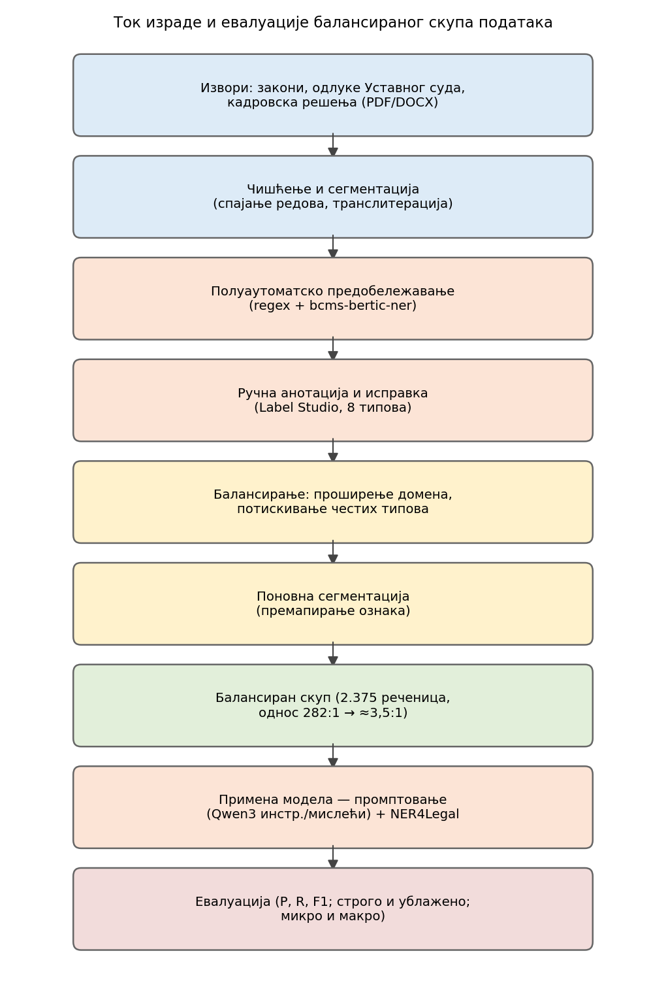 Ток израде и евалуације балансираног скупа података
Извори: закони, одлуке Уставног суда,
кадровска решења (PDF/DOCX)
Чишћење и сегментација
(спајање редова, транслитерација)
Полуаутоматско предобележавање
(regex + bcms-bertic-ner)
Ручна анотација и исправка
(Label Studio, 8 типова)
Балансирање: проширење домена,
потискивање честих типова
Поновна сегментација
(премапирање ознака)
Балансиран скуп (2.375 реченица,
однос 282:1 → ≈3,5:1)
Примена модела — промптовање
(Qwen3 инстр./мислећи) + NER4Legal
Евалуација (P, R, F1; строго и ублажено;
микро и макро)